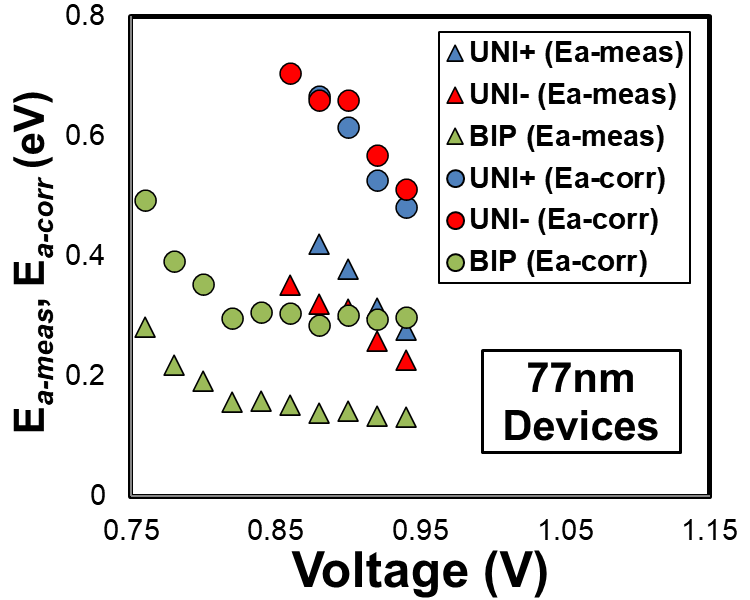 0.8
0.6
0.4
0.2
0
E a-meas, E a-corr (eV)
UNI+ (Ea-meas)
UNI- (Ea-meas)
BIP (Ea-meas)
UNI+ (Ea-corr)
UNI- (Ea-corr)
BIP (Ea-corr)
77nm
Devices
0.75 0.85 0.95 1.05 1.15
Voltage (V)